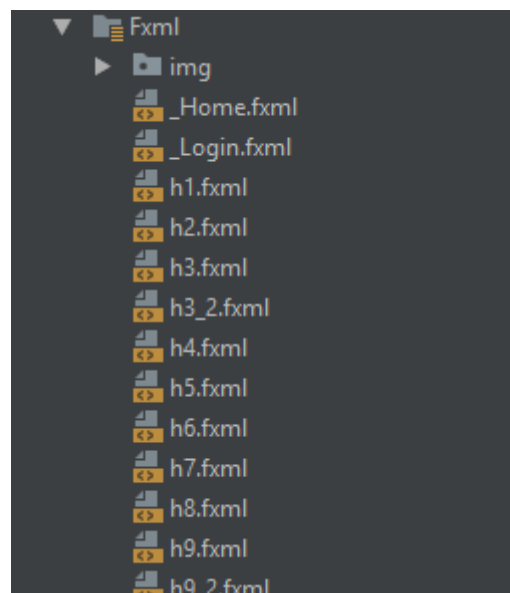 Fxml
img
_Home.fxml
_Login.fxml
h1.fxml
h2.fxml
h3.fxml
h3_2.fxml
h4.fxml
h5.fxml
h6.fxml
h7.fxml
h8.fxml
h9.fxml
h9_2.fxml